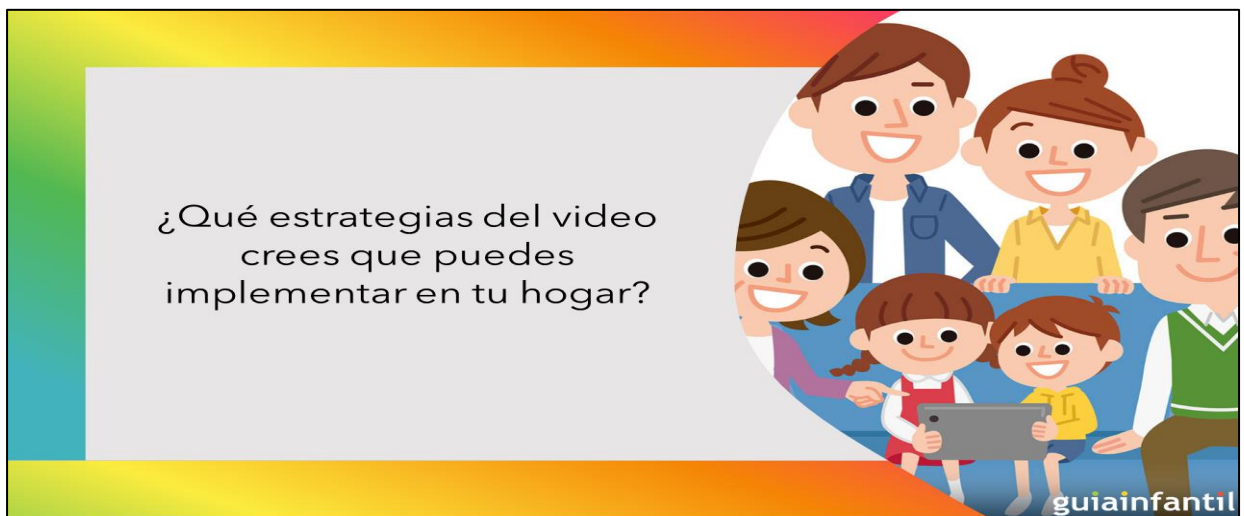 ¿Qué estrategias del video
crees que puedes
implementar en tu hogar?
guiainfantil